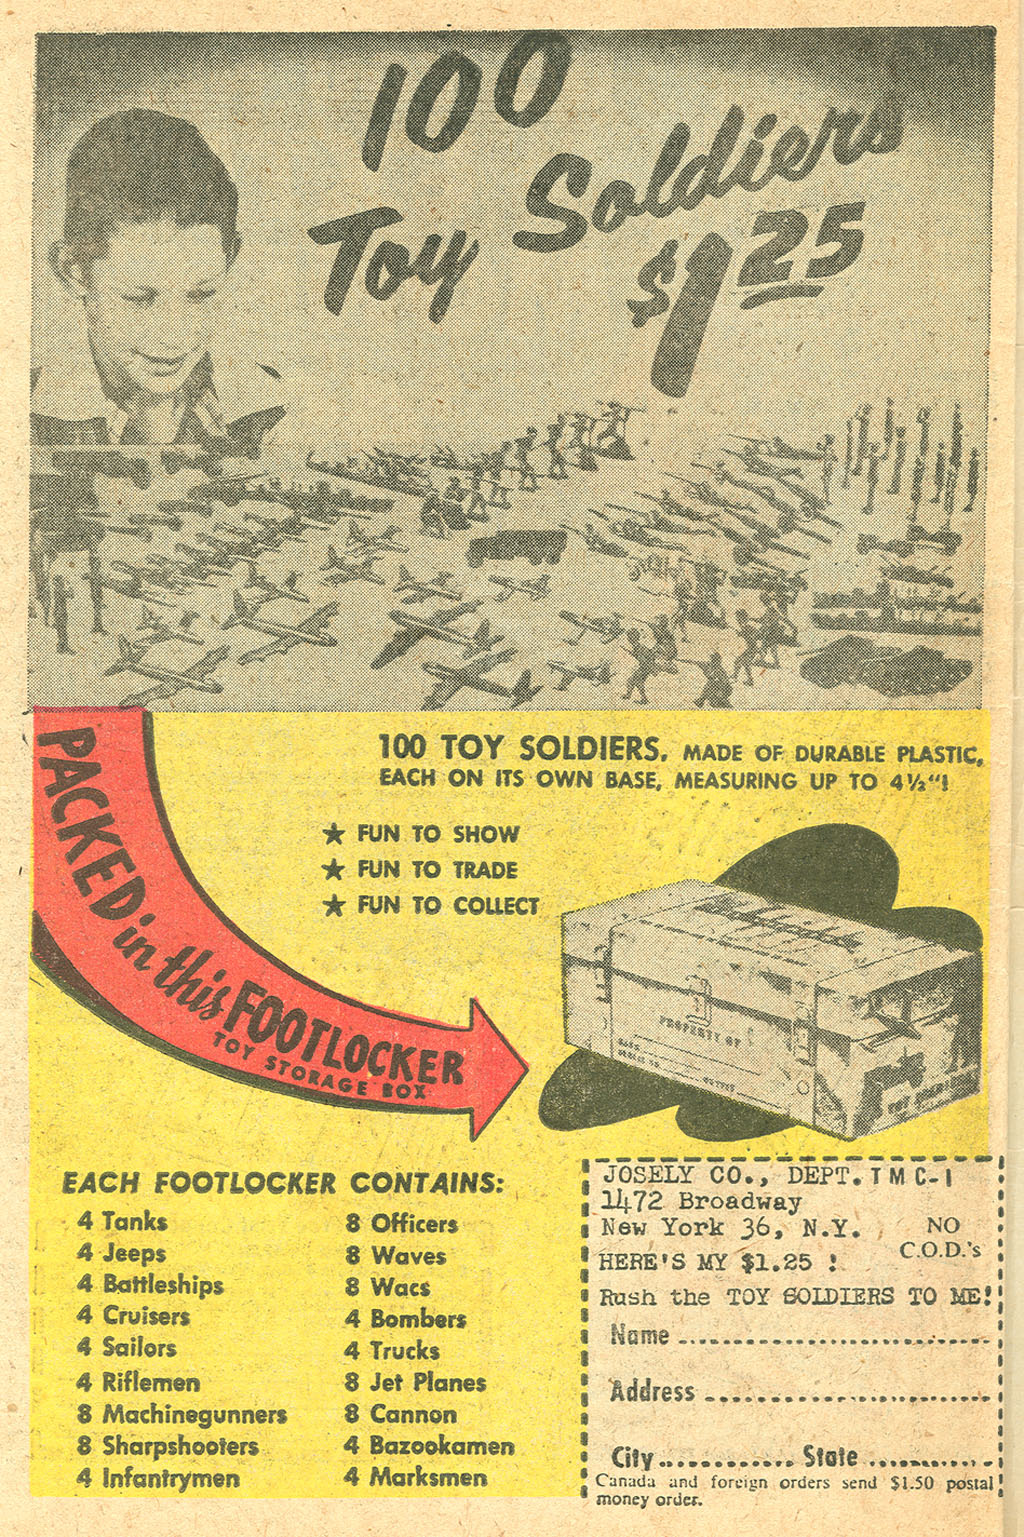 100
Toy Soldiers
$1.25
PACKED in this FOOTLOCKER
TOY STORAGE BOX
100 TOY SOLDIERS, MADE OF DURABLE PLASTIC,
EACH ON ITS OWN BASE, MEASURING UP TO 4½"!
★ FUN TO SHOW
★ FUN TO TRADE
★ FUN TO COLLECT
PROPERTY OF
EACH FOOTLOCKER CONTAINS:
4 Tanks
4 Jeeps
4 Battleships
4 Cruisers
4 Sailors
4 Riflemen
8 Machinegunners
8 Sharpshooters
4 Infantrymen
8 Officers
8 Waves
8 Wacs
4 Bombers
4 Trucks
8 Jet Planes
8 Cannon
4 Bazookamen
4 Marksmen
JOSELY CO., DEPT. TMC-1
1472 Broadway
New York 36, N.Y.
NO
C.O.D.'s
HERE'S MY $1.25 !
Rush the TOY SOLDIERS TO ME!
Name
Address
City............ State ............
Canada and foreign orders send $1.50 postal
money order.